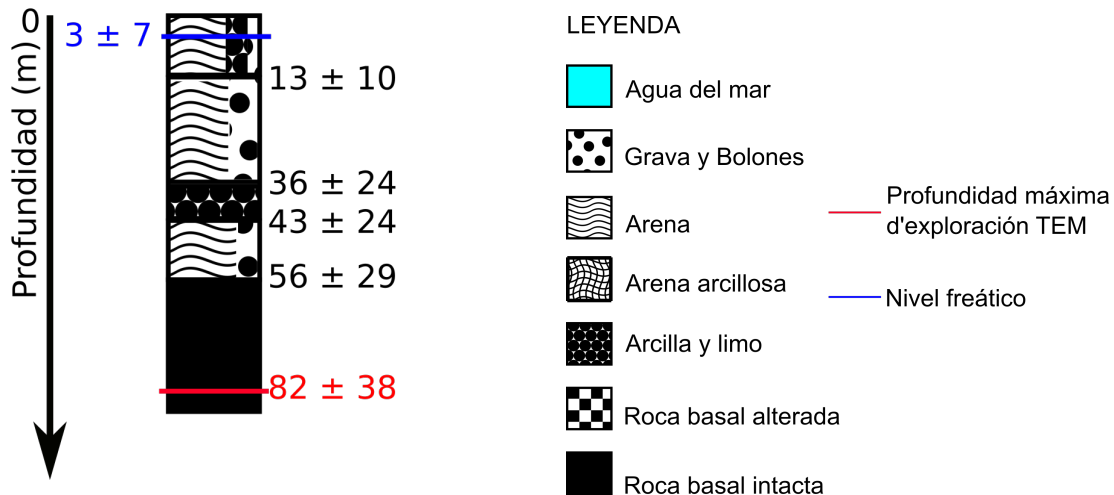 0
3 ± 7
13 ± 10
36 ± 24
43 ± 24
56 ± 29
82 ± 38
Profundidad (m)
LEYENDA
Agua del mar
Grava y Bolones
Arena
Arena arcillosa
Arcilla y limo
Roca basal alterada
Roca basal intacta
Profundidad máxima
d'exploración TEM
Nivel freático